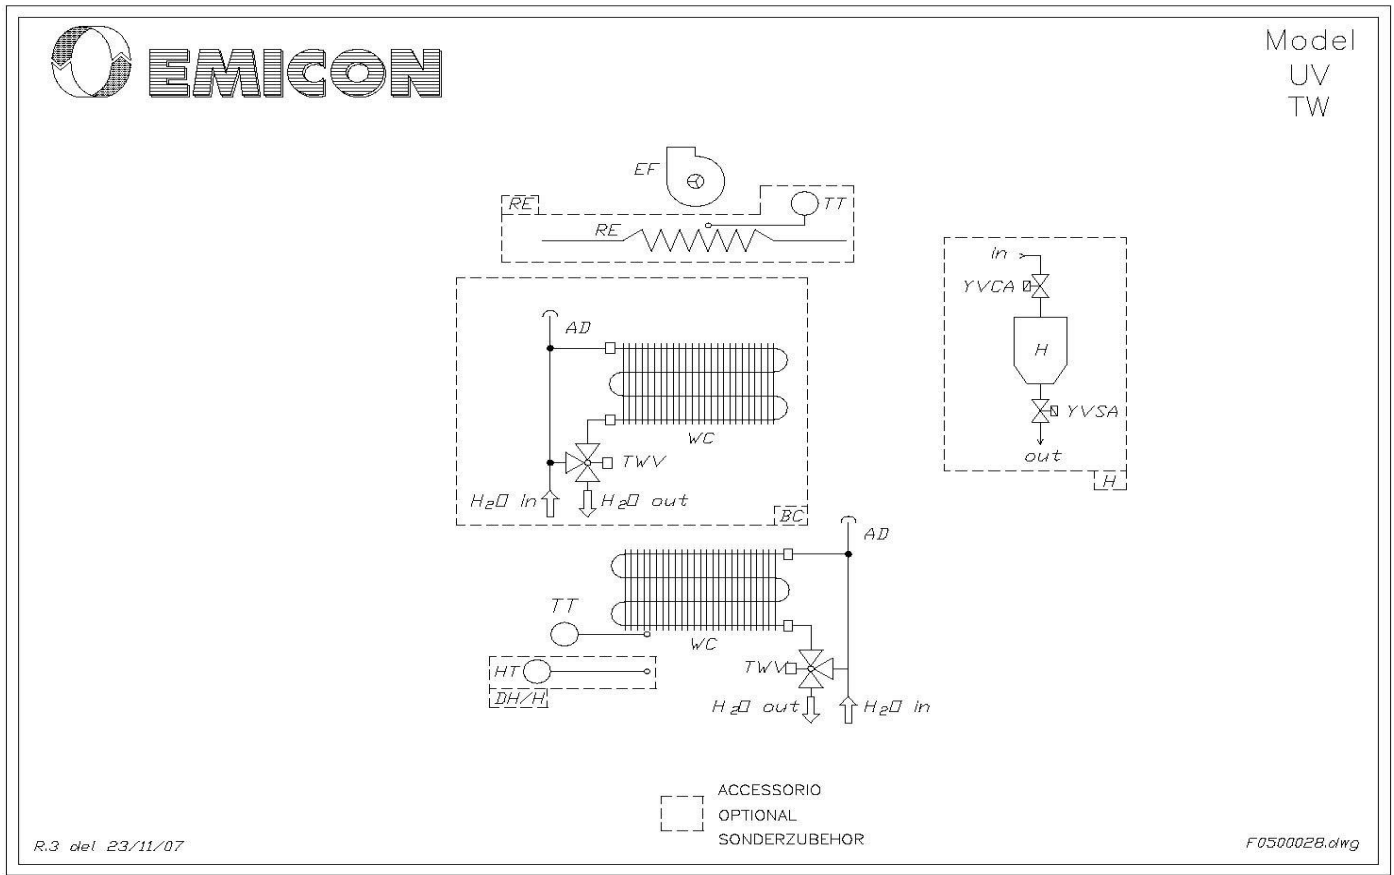 EMICON
Model
UV
TW
EF
RE
TT
RE
in
YVCA
H
YVSA
out
H
AD
WC
TWV
H2O in
H2O out
BC
AD
TT
WC
HT
TWV
DH/H
H2O out
H2O in
ACCESSORIO
OPTIONAL
SONDERZUBEHOR
R.3 del 23/11/07
F0500028.dwg